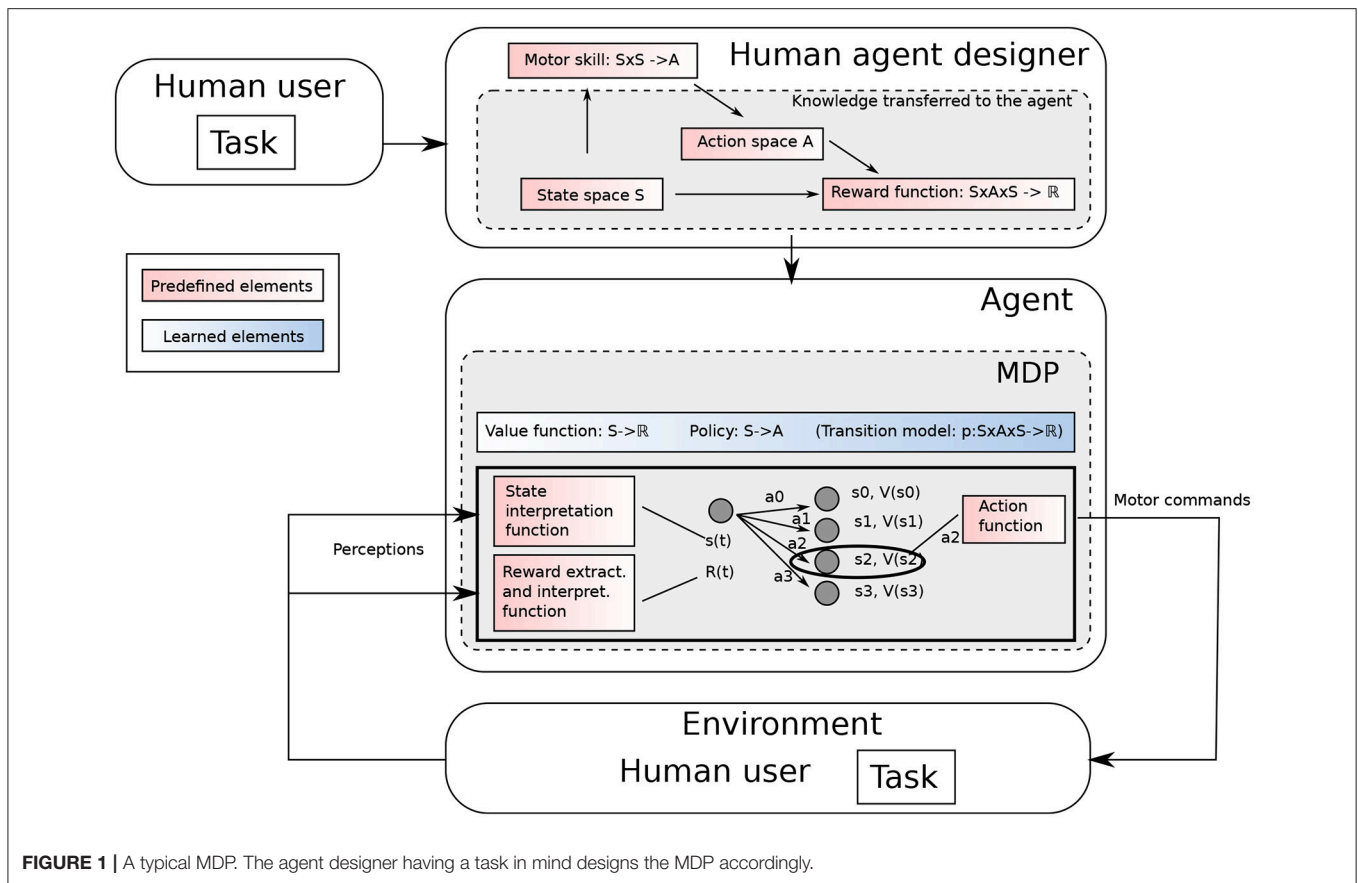 Human user
Task
Human agent designer
Motor skill: SxS ->A
Knowledge transferred to the agent
Action space A
State space S
Reward function: SxAxS -> ℝ
Predefined elements
Learned elements
Agent
MDP
Value function: S->ℝ Policy: S->A (Transition model: p:SxAxS->ℝ)
State
interpretation
function
Reward extract.
and interpret.
function
s(t)
R(t)
a0
a1
a2
a3
s0, V(s0)
s1, V(s1)
s2, V(s2)
s3, V(s3)
a2
Action
function
Motor commands
Perceptions
Environment
Human user
Task
FIGURE 1 | A typical MDP. The agent designer having a task in mind designs the MDP accordingly.